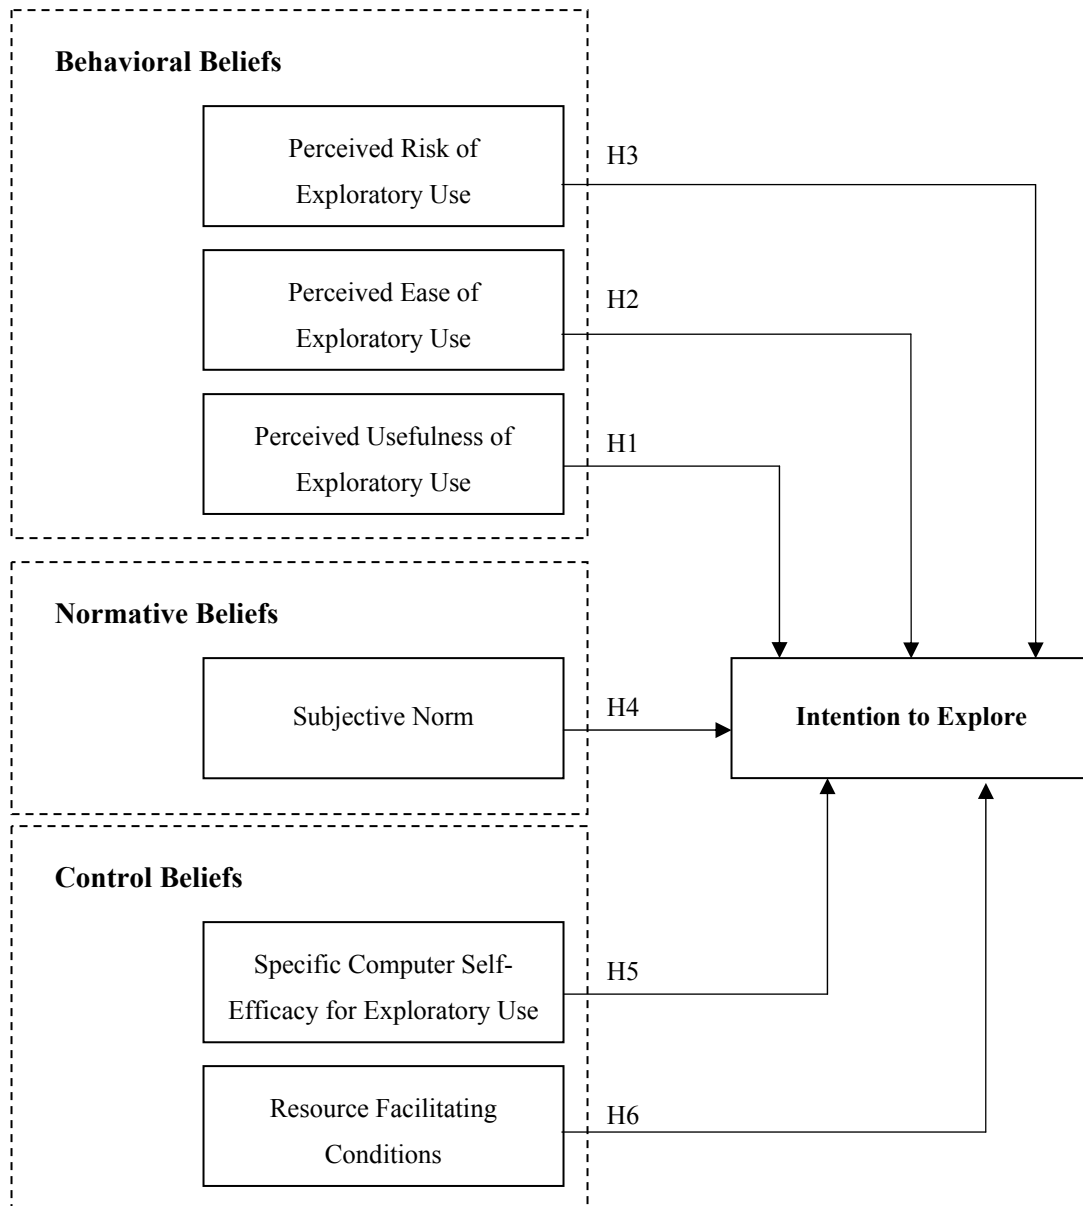 Behavioral Beliefs
Perceived Risk of
Exploratory Use
H3
Perceived Ease of
Exploratory Use
H2
Perceived Usefulness of
Exploratory Use
H1
Normative Beliefs
Subjective Norm
H4
Intention to Explore
Control Beliefs
Specific Computer Self-
Efficacy for Exploratory Use
H5
Resource Facilitating
Conditions
H6